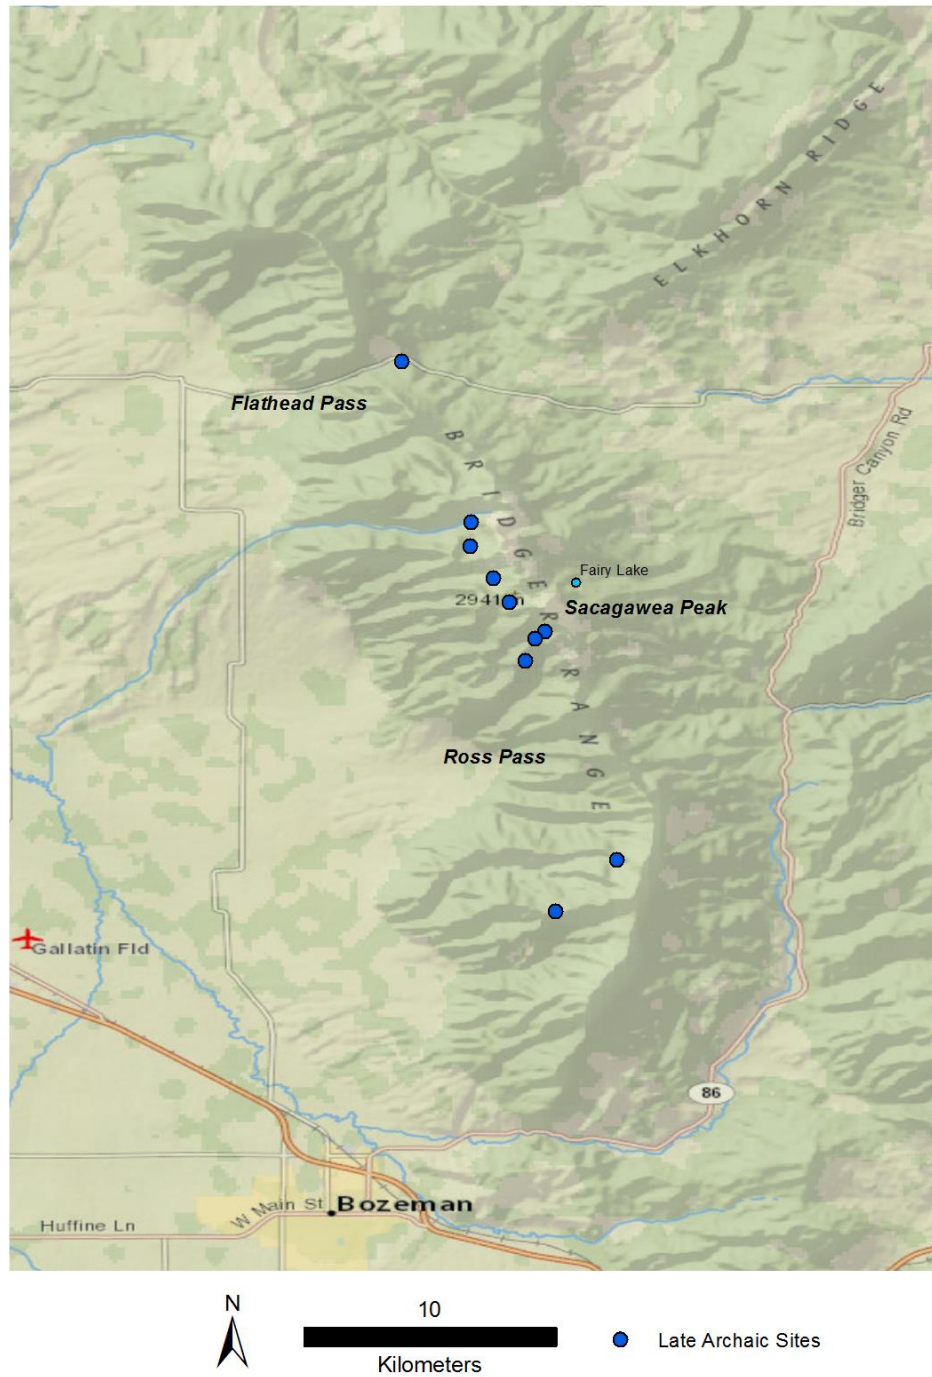 ELKHORN RIDGE
Flathead Pass
BRIDGER RANGE
Bridger Canyon Rd
Fairy Lake
2941m
Sacagawea Peak
Ross Pass
Gallatin Fld
86
W Main St
Bozeman
Huffine Ln
N
10
Kilometers
Late Archaic Sites